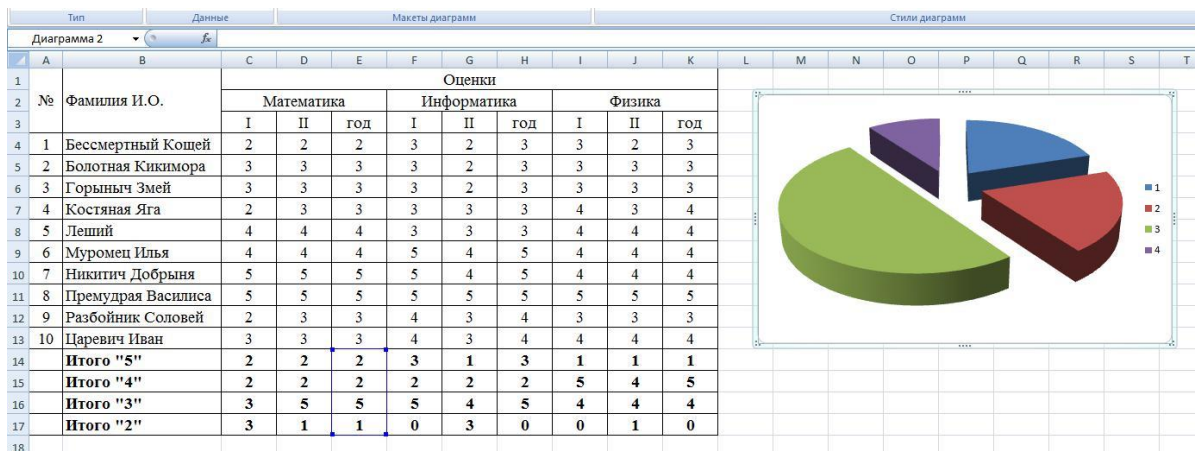 Тип Данные Макеты диаграмм Стили диаграмм
Диаграмма 2 fx
A B C D E F G H I J K L M N O P Q R S T
1 Оценки
2 № Фамилия И.О. Математика Информатика Физика
3 I II год I II год I II год
4 1 Бессмертный Кощей 2 2 2 3 2 3 3 2 3
5 2 Болотная Кикимора 3 3 3 3 2 3 3 3 3
6 3 Горыныч Змей 3 3 3 3 2 3 3 3 3
7 4 Костяная Яга 2 3 3 3 3 3 4 3 4
8 5 Леший 4 4 4 3 3 3 4 4 4
9 6 Муромец Илья 4 4 4 5 4 5 4 4 4
10 7 Никитич Добрыня 5 5 5 5 4 5 4 4 4
11 8 Премудрая Василиса 5 5 5 5 5 5 5 5 5
12 9 Разбойник Соловей 2 3 3 4 3 4 3 3 3
13 10 Царевич Иван 3 3 3 4 3 4 4 4 4
14 Итого "5" 2 2 2 3 1 3 1 1 1
15 Итого "4" 2 2 2 2 2 2 5 4 5
16 Итого "3" 3 5 5 5 4 5 4 4 4
17 Итого "2" 3 1 1 0 3 0 0 1 0
18
1
2
3
4